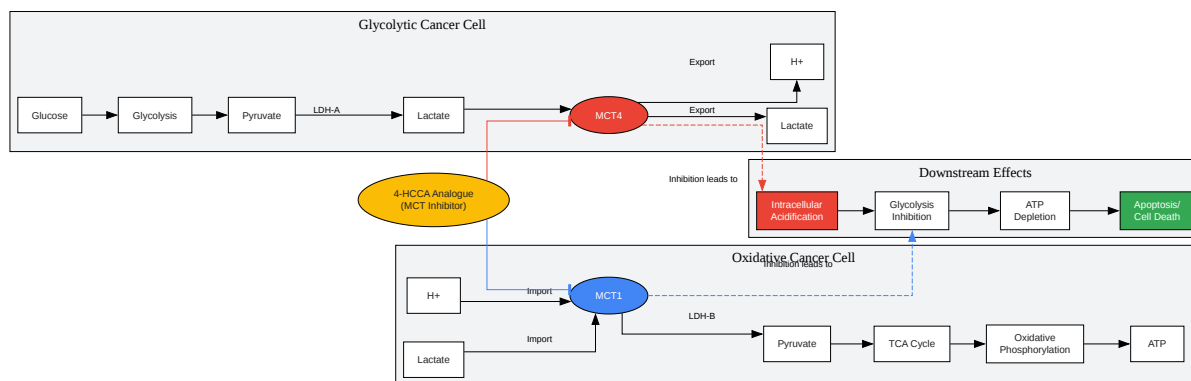 Glycolytic Cancer Cell
Export
H+
Glucose
Glycolysis
Pyruvate
LDH-A
Lactate
MCT4
Export
Lactate
4-HCCA Analogue
(MCT Inhibitor)
Inhibition leads to
Downstream Effects
Intracellular
Acidification
Glycolysis
Inhibition
ATP
Depletion
Apoptosis/
Cell Death
Oxidative Cancer Cell
Inhibition leads to
H+
Import
MCT1
Lactate
Import
LDH-B
Pyruvate
TCA Cycle
Oxidative
Phosphorylation
ATP